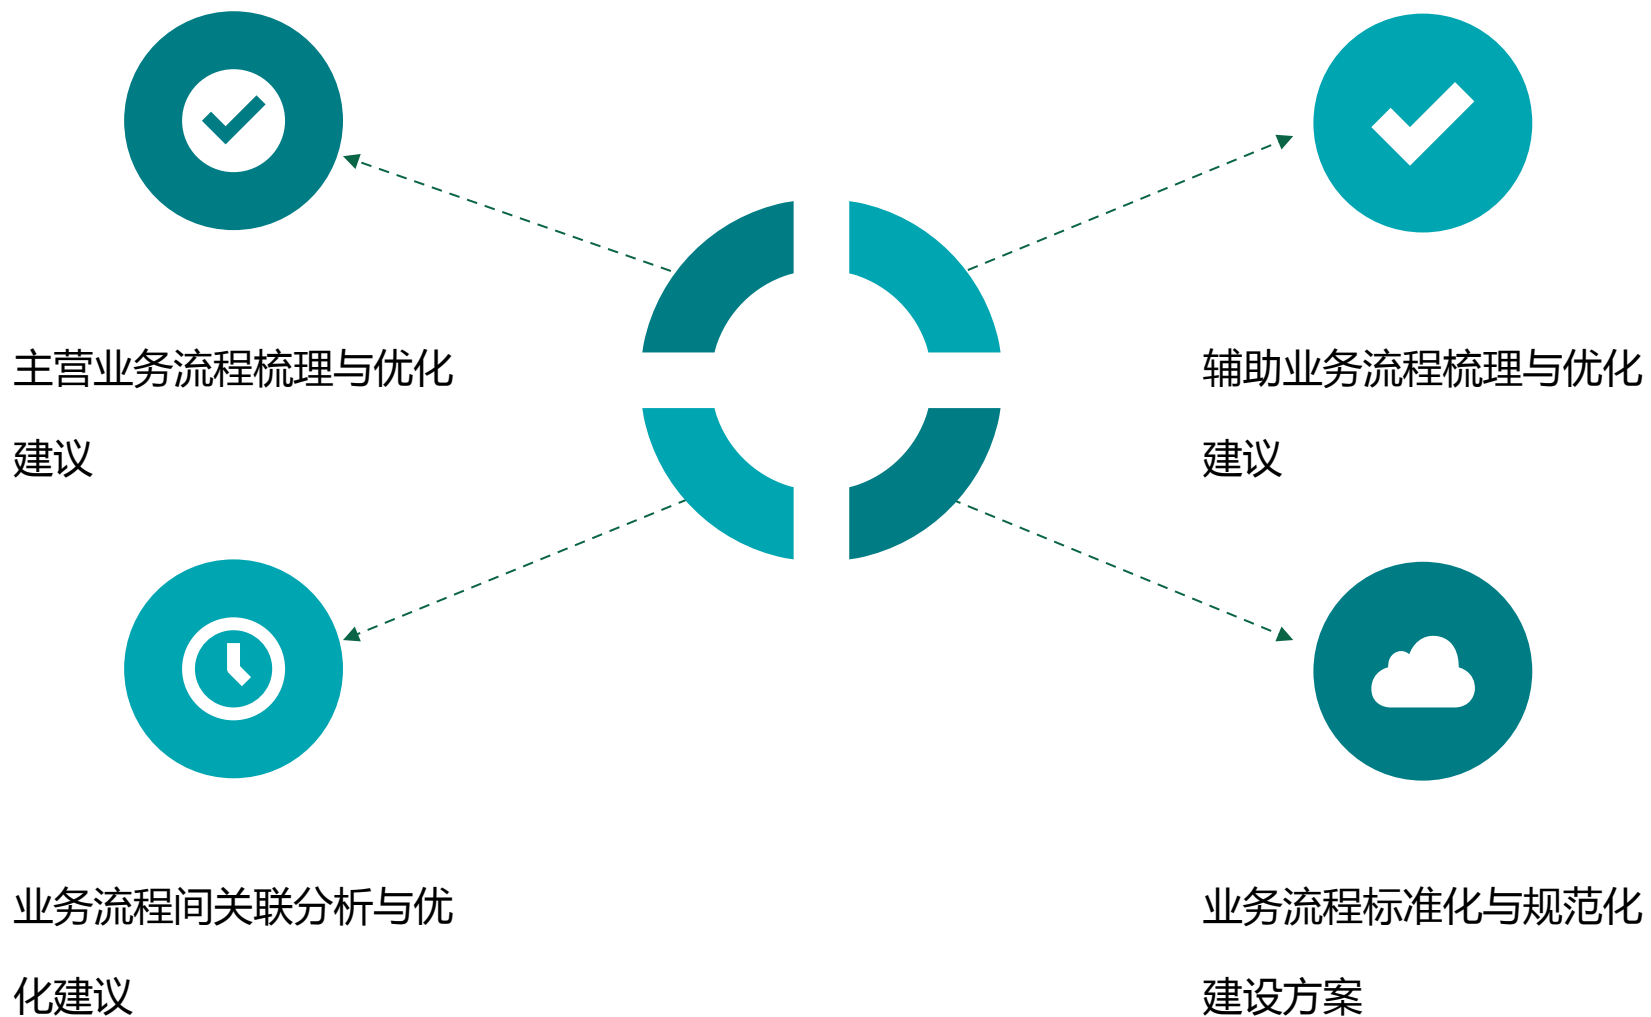 主营业务流程梳理与优化
建议
辅助业务流程梳理与优化
建议
业务流程间关联分析与优
化建议
业务流程标准化与规范化
建设方案